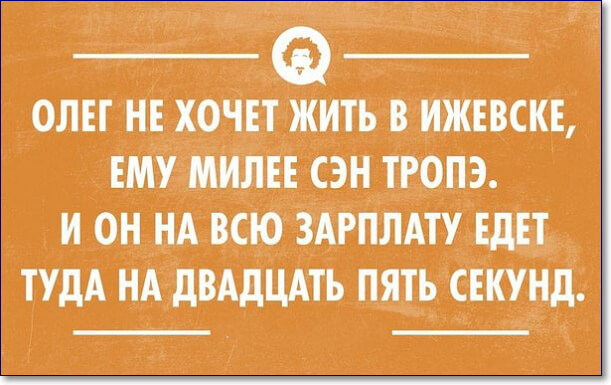 ОЛЕГ НЕ ХОЧЕТ ЖИТЬ В ИЖЕВСКЕ,
ЕМУ МИЛЕЕ СЭН ТРОПЭ.
И ОН НА ВСЮ ЗАРПЛАТУ ЕДЕТ
ТУДА НА ДВАДЦАТЬ ПЯТЬ СЕКУНД.